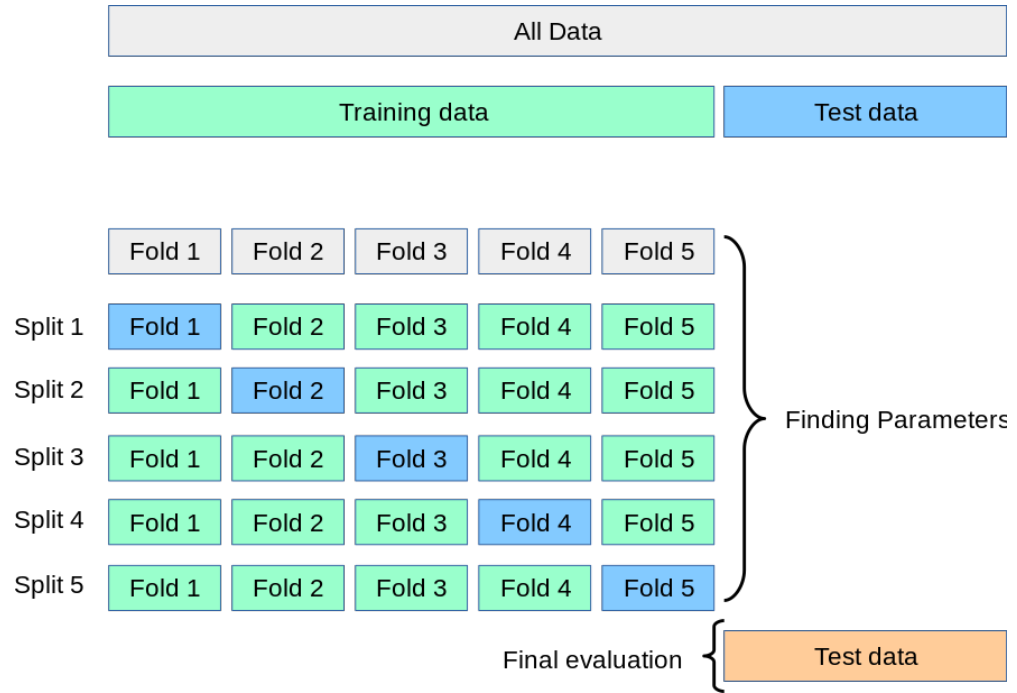 All Data
Training data Test data
Fold 1 Fold 2 Fold 3 Fold 4 Fold 5
Split 1 Fold 1 Fold 2 Fold 3 Fold 4 Fold 5
Split 2 Fold 1 Fold 2 Fold 3 Fold 4 Fold 5
Finding Parameters
Split 3 Fold 1 Fold 2 Fold 3 Fold 4 Fold 5
Split 4 Fold 1 Fold 2 Fold 3 Fold 4 Fold 5
Split 5 Fold 1 Fold 2 Fold 3 Fold 4 Fold 5
Final evaluation Test data